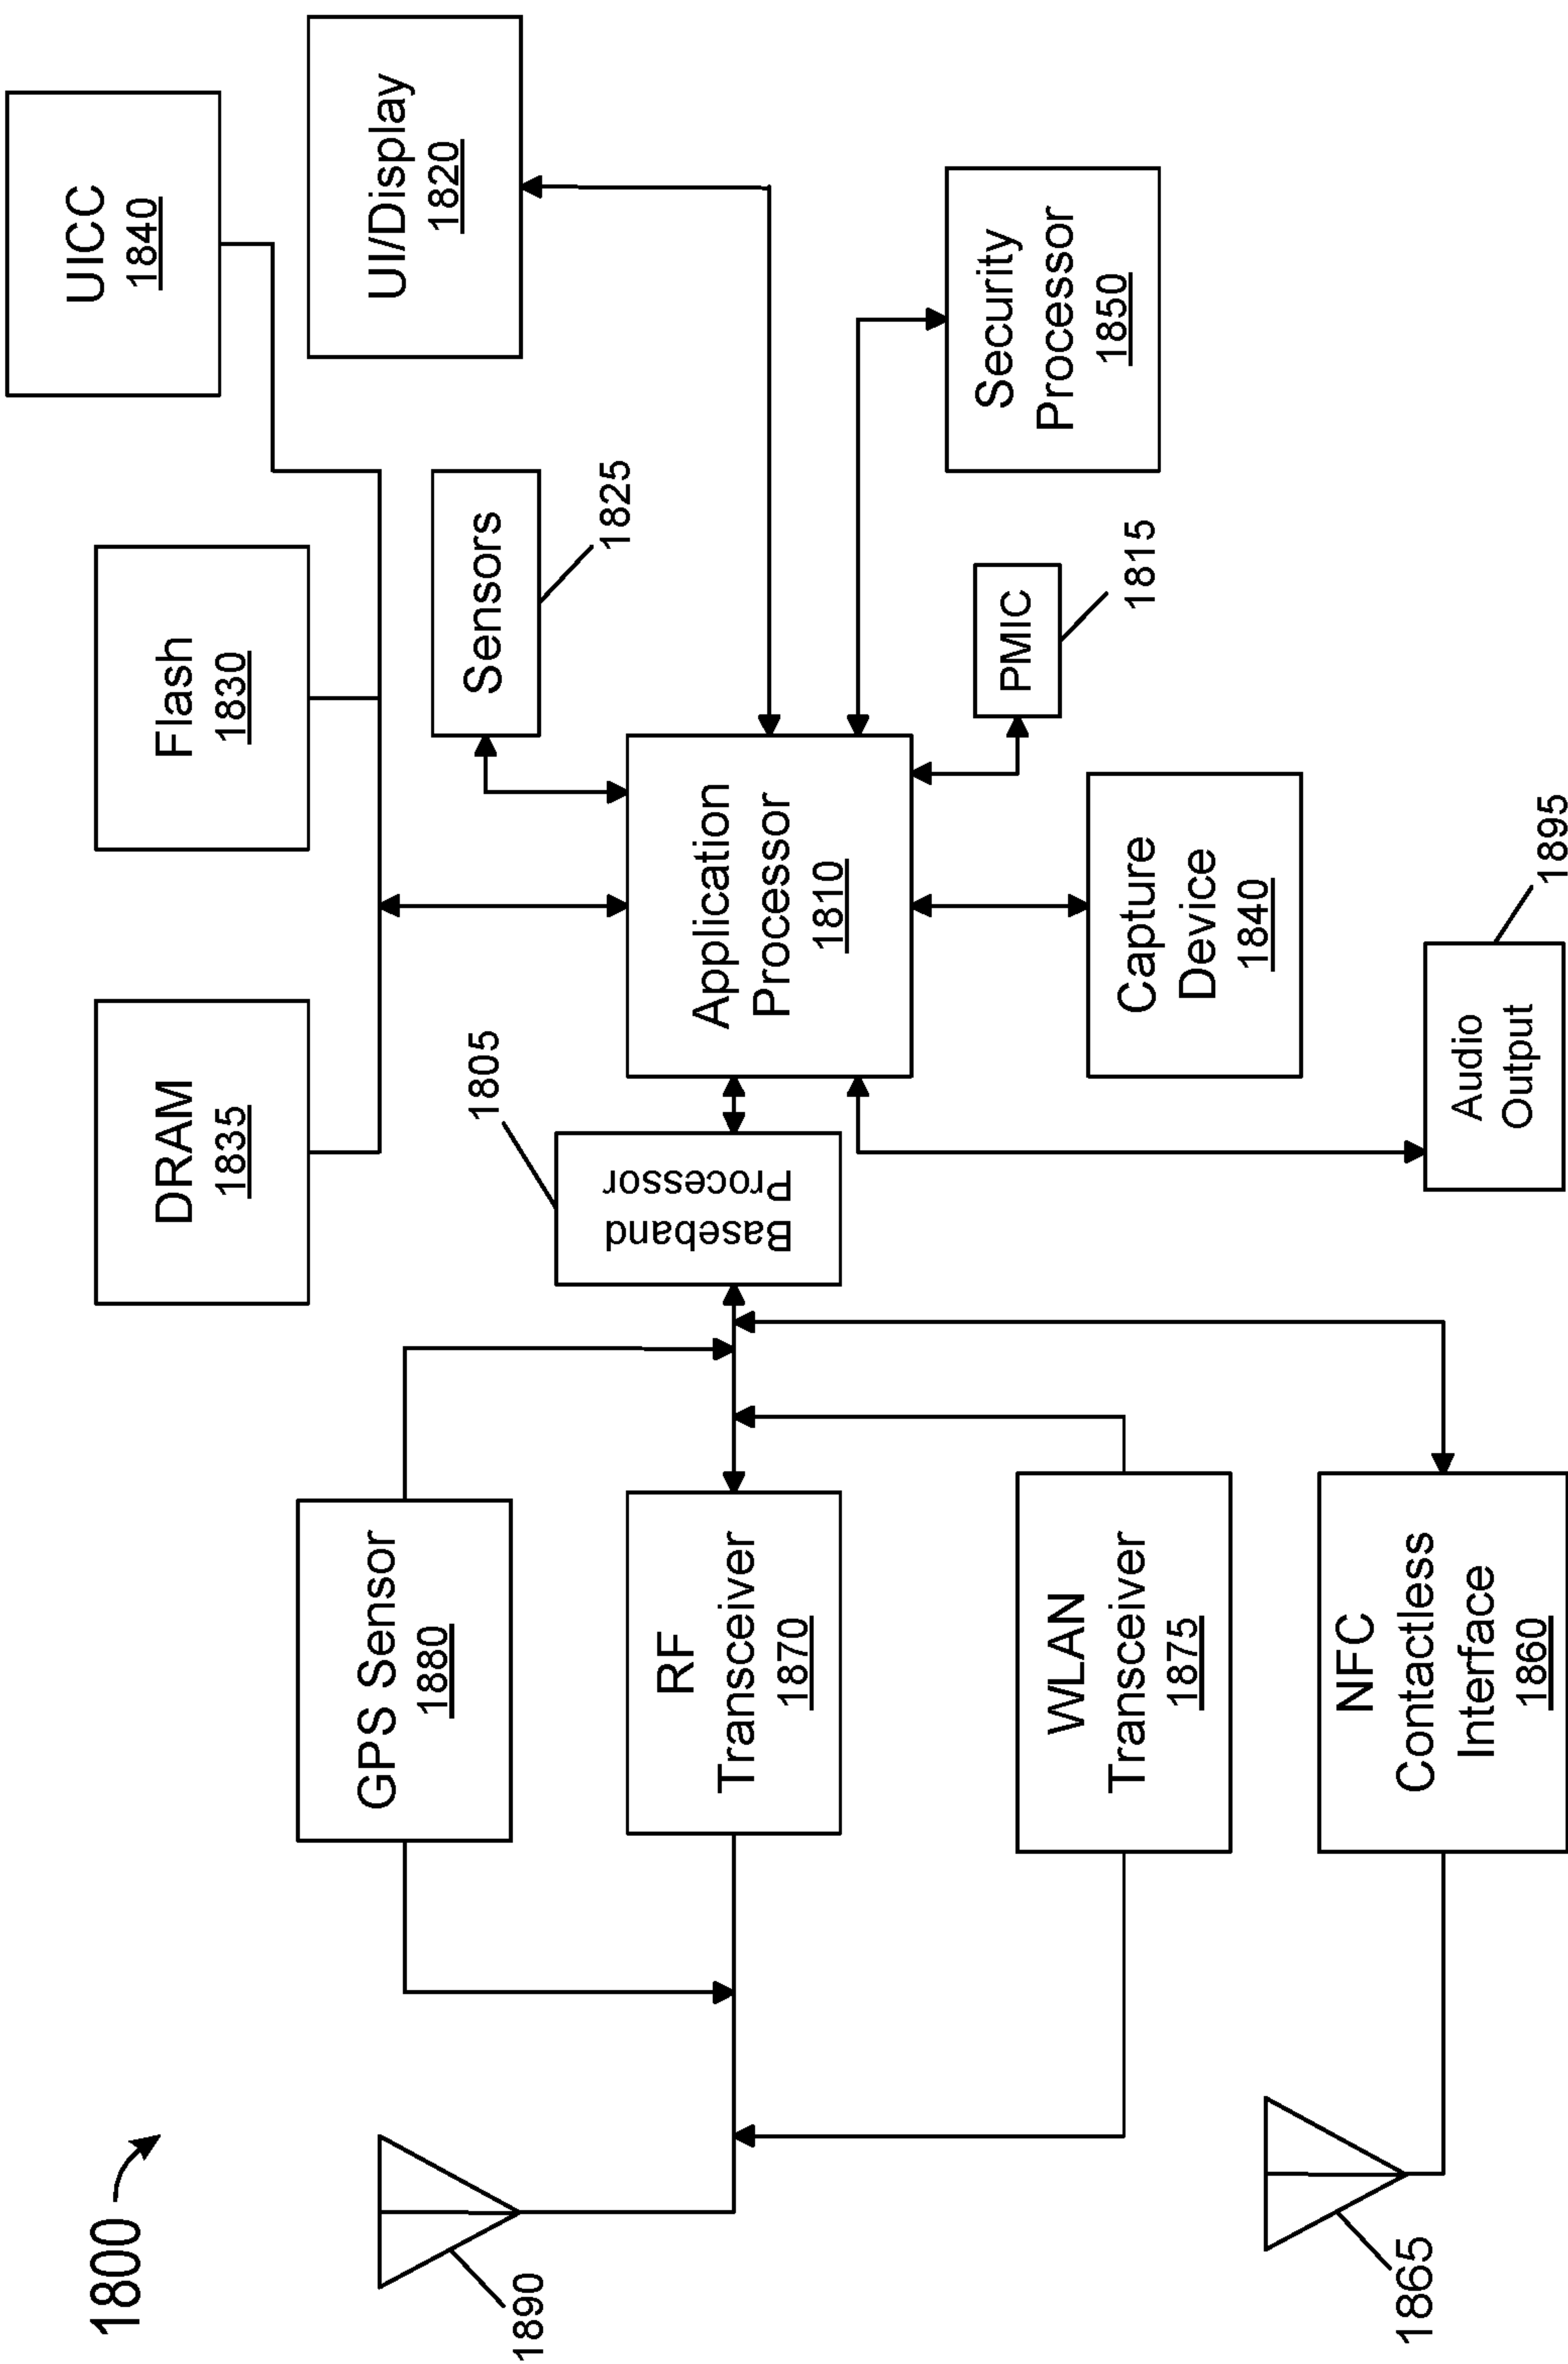 1800
DRAM
1835
Flash
1830
UICC
1840
UI/Display
1820
Sensors
1825
1805
Baseband
Processor
Application
Processor
1810
GPS Sensor
1880
RF
Transceiver
1870
WLAN
Transceiver
1875
NFC
Contactless
Interface
1860
1890
1865
Security
Processor
1850
PMIC
1815
Capture
Device
1840
Audio
Output
1895